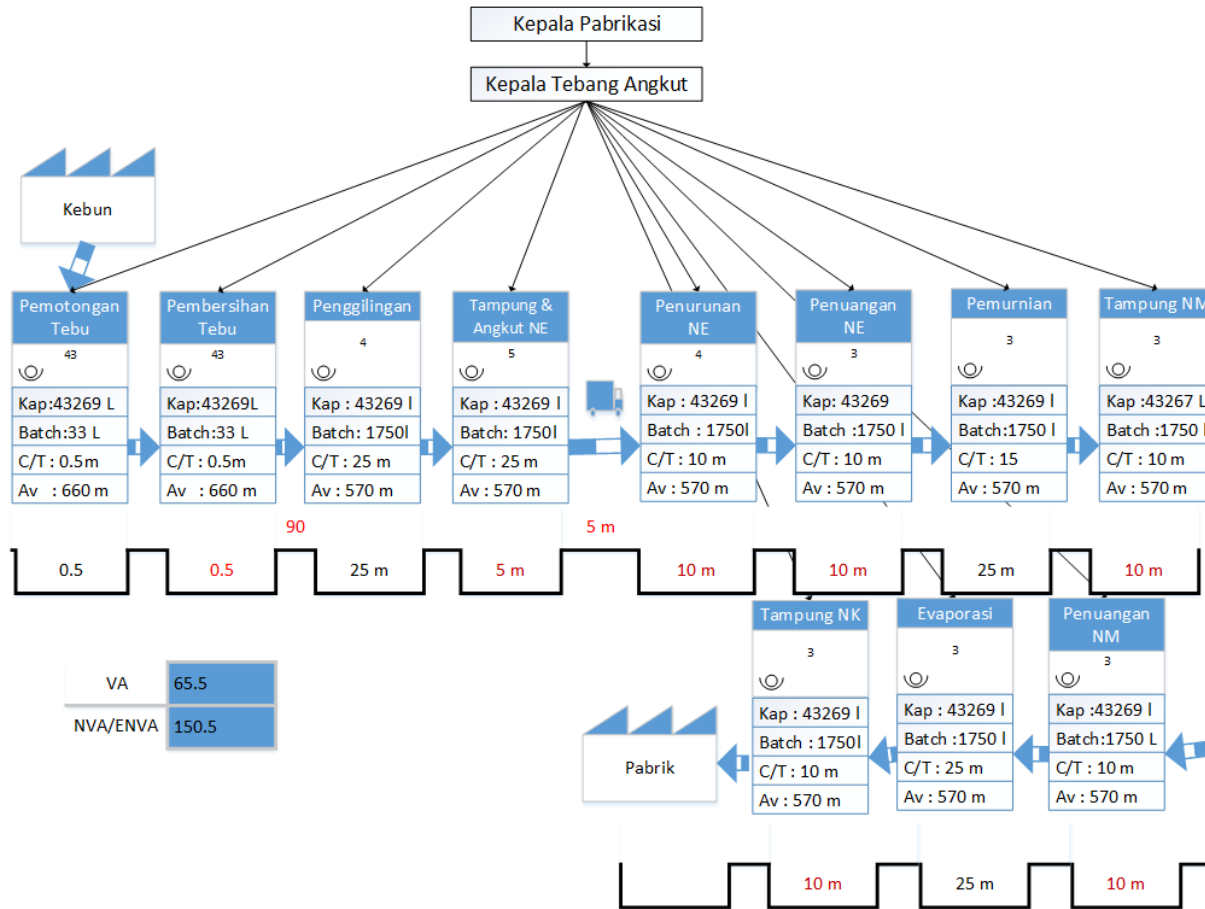 Kepala Pabrikasi
Kepala Tebang Angkut
Kebun
Pemotongan
Tebu
43
Kap:43269 L
Batch:33 L
C/T : 0.5m
Av : 660 m
Pembersihan
Tebu
43
Kap:43269L
Batch:33 L
C/T : 0.5m
Av : 660 m
Penggilingan
4
Kap : 43269 l
Batch: 1750l
C/T : 25 m
Av : 570 m
Tampung &
Angkut NE
5
Kap : 43269 l
Batch: 1750l
C/T : 25 m
Av : 570 m
Penurunan
NE
4
Kap : 43269 l
Batch : 1750l
C/T : 10 m
Av : 570 m
Penuangan
NE
3
Kap: 43269
Batch :1750 l
C/T : 10 m
Av : 570 m
Pemurnian
3
Kap : 43269 l
Batch:1750 l
C/T : 15
Av : 570 m
Tampung NM
3
Kap :43267 L
Batch :1750 l
C/T : 10 m
Av : 570 m
90
5 m
0.5
0.5
25 m
5 m
10 m
10 m
25 m
10 m
Tampung NK
3
Kap : 43269 l
Batch : 1750l
C/T : 10 m
Av : 570 m
Evaporasi
3
Kap : 43269 l
Batch :1750 l
C/T : 25 m
Av : 570 m
Penuangan
NM
3
Kap :43269 l
Batch:1750 L
C/T : 10 m
Av : 570 m
VA
65.5
NVA/ENVA
150.5
Pabrik
10 m
25 m
10 m